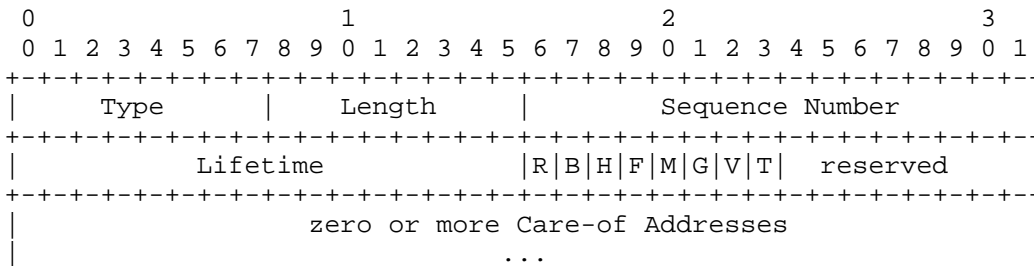 0                   1                   2                   3
 0 1 2 3 4 5 6 7 8 9 0 1 2 3 4 5 6 7 8 9 0 1 2 3 4 5 6 7 8 9 0 1
+-+-+-+-+-+-+-+-+-+-+-+-+-+-+-+-+-+-+-+-+-+-+-+-+-+-+-+-+-+-+-+-
|     Type      |    Length     |        Sequence Number
+-+-+-+-+-+-+-+-+-+-+-+-+-+-+-+-+-+-+-+-+-+-+-+-+-+-+-+-+-+-+-+-
|           Lifetime            |R|B|H|F|M|G|V|T|  reserved
+-+-+-+-+-+-+-+-+-+-+-+-+-+-+-+-+-+-+-+-+-+-+-+-+-+-+-+-+-+-+-+-
|                  zero or more Care-of Addresses
|                              ...